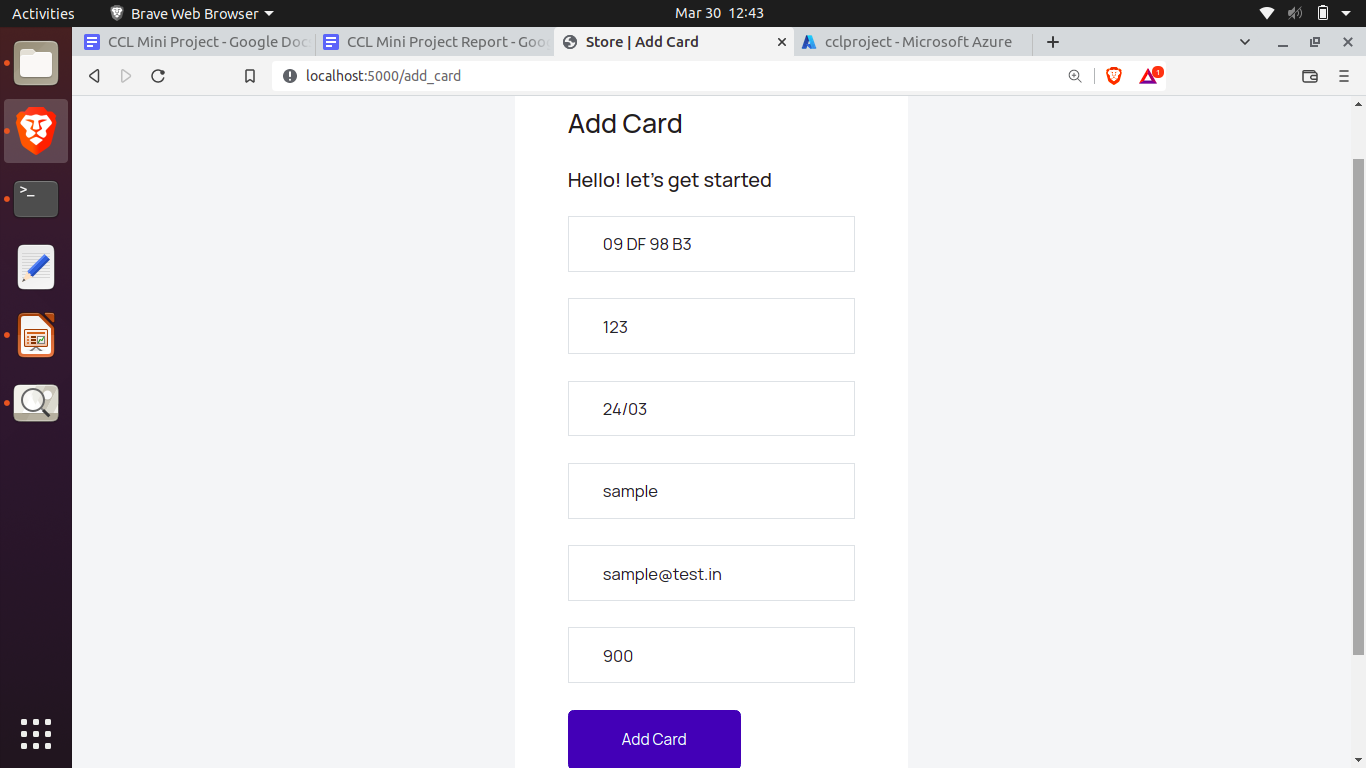 Activities Brave Web Browser Mar 30 12:43
CCL Mini Project - Google Doc CCL Mini Project Report - Goo Store | Add Card cclproject - Microsoft Azure
localhost:5000/add_card 1
Add Card
Hello! let's get started
09 DF 98 B3
123
24/03
sample
sample@test.in
900
Add Card